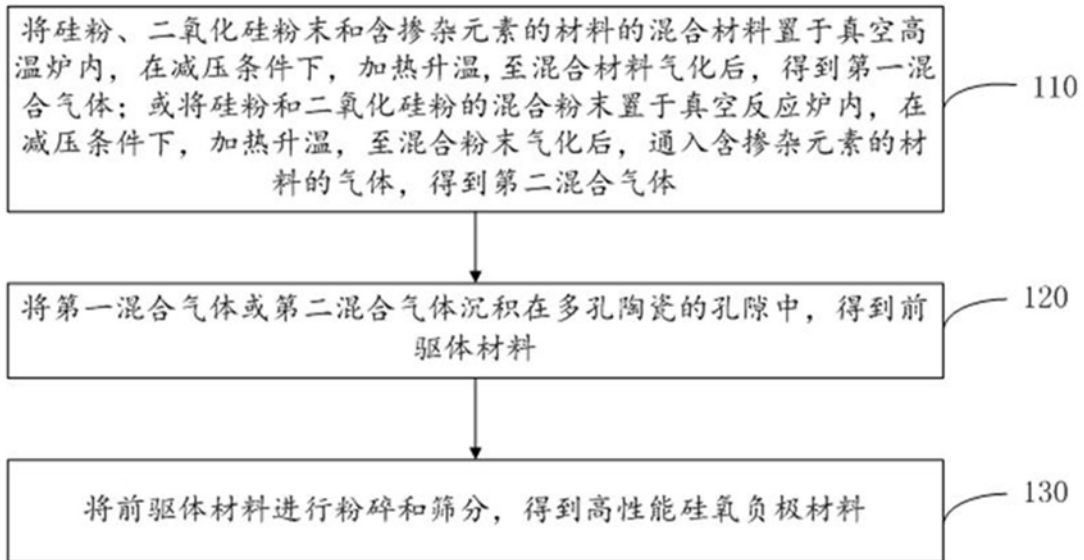 将硅粉、二氧化硅粉末和含掺杂元素的材料的混合材料置于真空高
温炉内，在减压条件下，加热升温，至混合材料气化后，得到第一混
合气体；或将硅粉和二氧化硅粉的混合粉末置于真空反应炉内，在
减压条件下，加热升温，至混合粉末气化后，通入含掺杂元素的材
料的气体，得到第二混合气体
110
将第一混合气体或第二混合气体沉积在多孔陶瓷的孔隙中，得到前
驱体材料
120
将前驱体材料进行粉碎和筛分，得到高性能硅氧负极材料
130